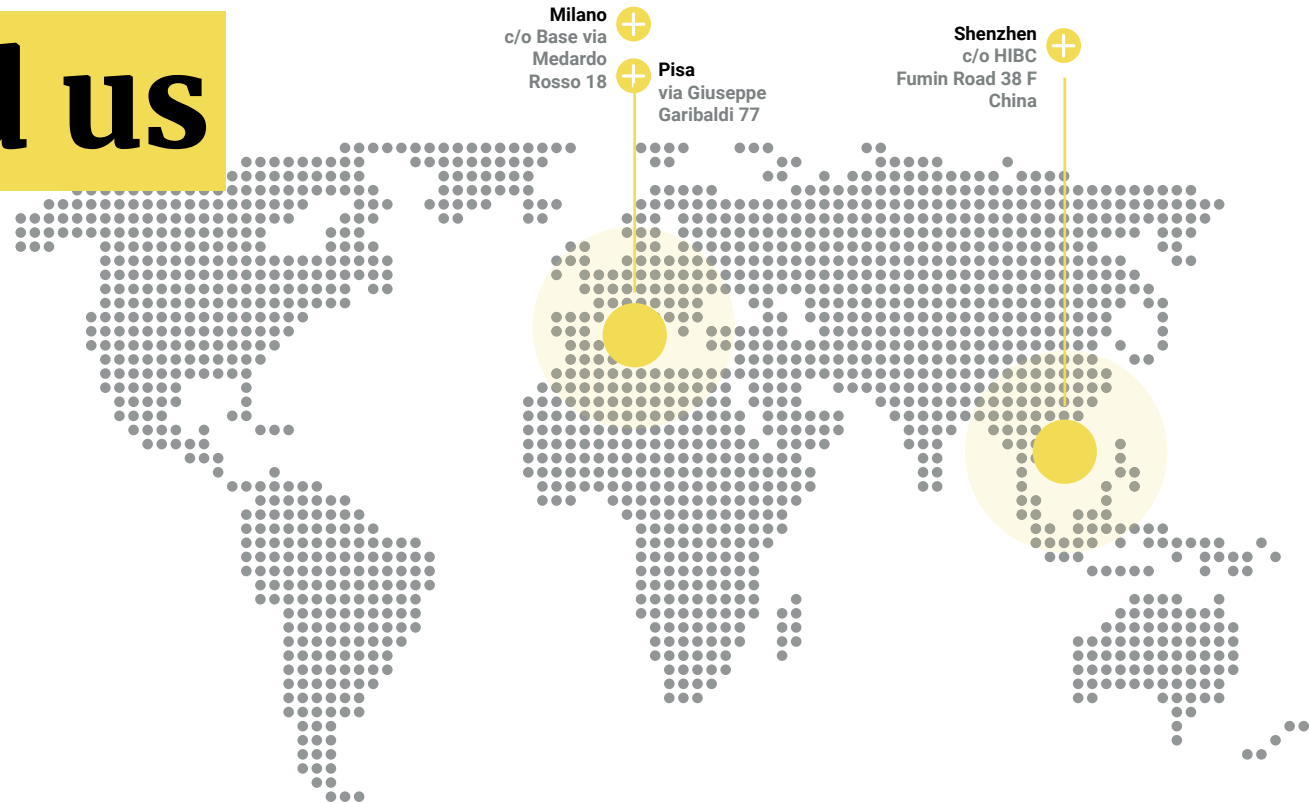 us
Milano
c/o Base via
Medardo
Rosso 18
Pisa
via Giuseppe
Garibaldi 77
Shenzhen
c/o HIBC
Fumin Road 38 F
China